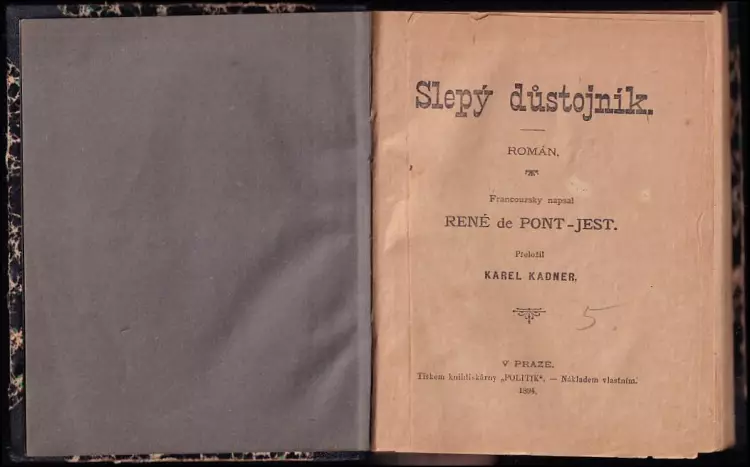 Slepý důstojník.
ROMÁN.
Francouzsky napsal
RENÉ de PONT-JEST.
Přeložil
KAREL KADNER.
5.
V PRAZE.
Tiskem knihtiskárny „POLITIK“. — Nákladem vlastním.
1894.